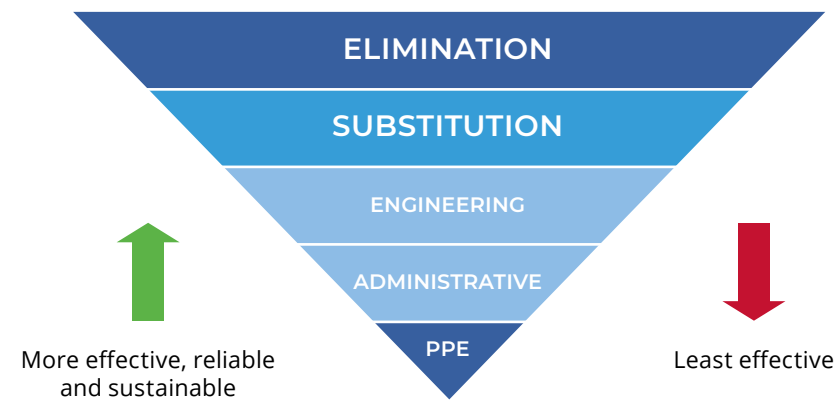 ELIMINATION
SUBSTITUTION
ENGINEERING
ADMINISTRATIVE
PPE
More effective, reliable
and sustainable
Least effective